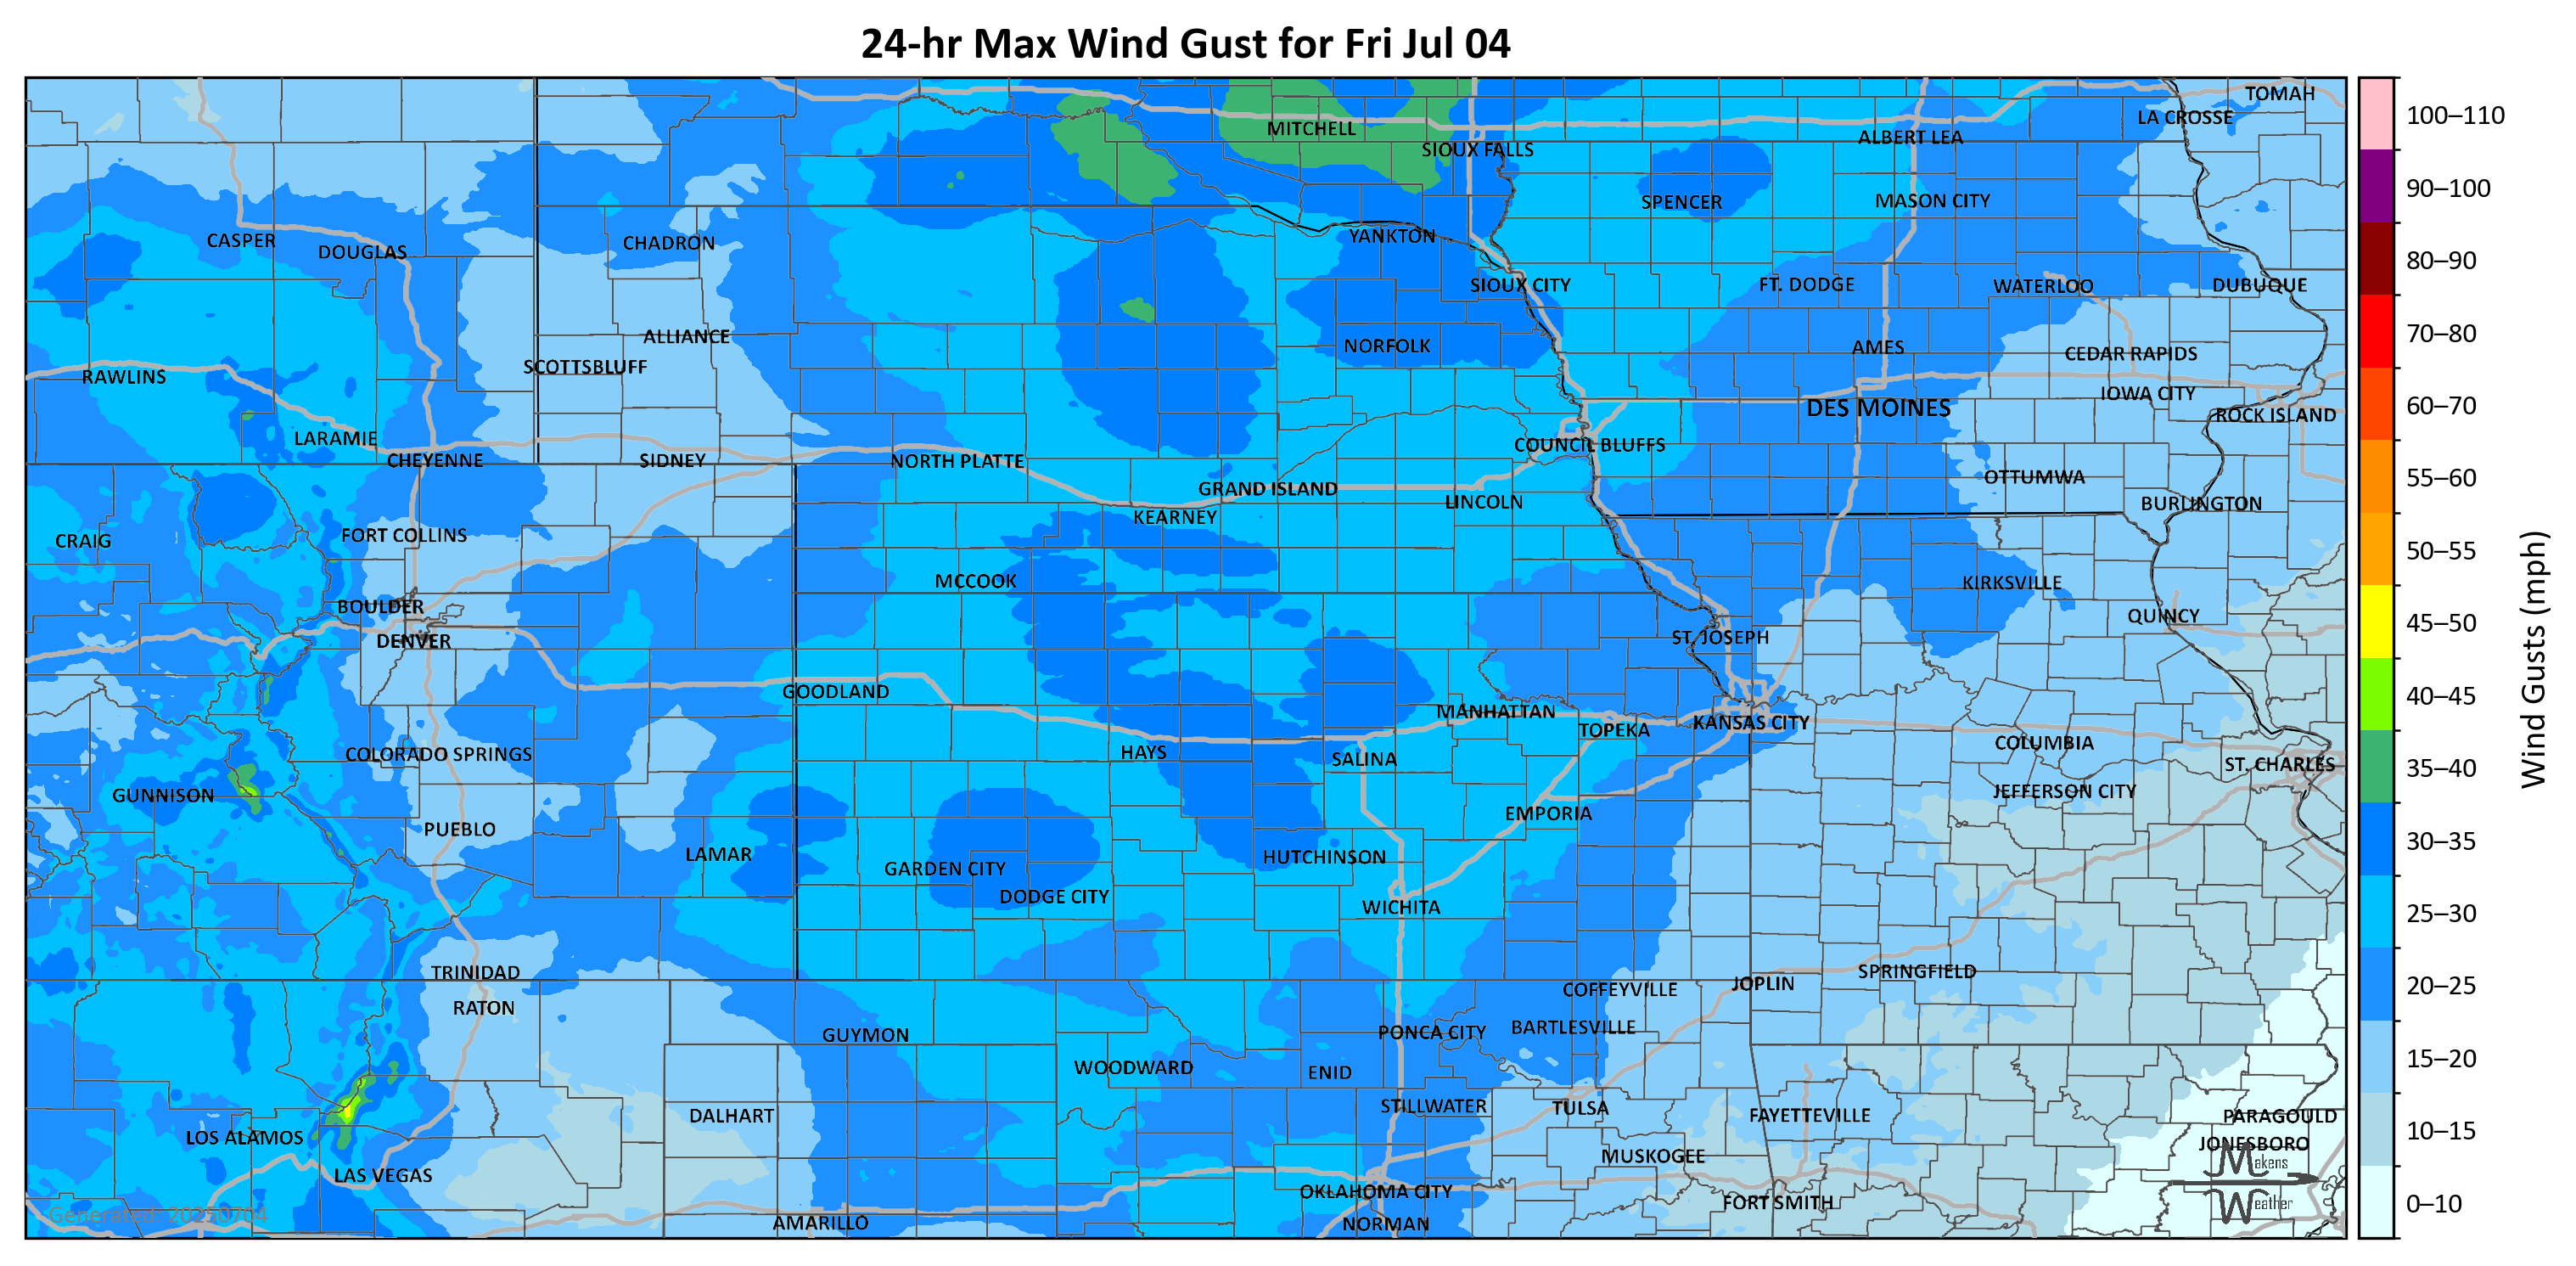 24-hr Max Wind Gust for Fri Jul 04
TOMAH
LA CROSSE
MITCHELL
ALBERT LEA
SIOUX FALLS
SPENCER
MASON CITY
CASPER
DOUGLAS
CHADRON
YANKTON
SIOUX CITY
FT. DODGE
WATERLOO
DUBUQUE
ALLIANCE
NORFOLK
AMES
CEDAR RAPIDS
SCOTTSBLUFF
RAWLINS
IOWA CITY
DES MOINES
ROCK ISLAND
LARAMIE
COUNCIL BLUFFS
CHEYENNE
SIDNEY
NORTH PLATTE
OTTUMWA
GRAND ISLAND
LINCOLN
BURLINGTON
KEARNEY
FORT COLLINS
CRAIG
MCCOOK
KIRKSVILLE
BOULDER
QUINCY
DENVER
ST. JOSEPH
GOODLAND
MANHATTAN
KANSAS CITY
TOPEKA
COLUMBIA
COLORADO SPRINGS
HAYS
SALINA
ST. CHARLES
GUNNISON
JEFFERSON CITY
EMPORIA
PUEBLO
LAMAR
HUTCHINSON
GARDEN CITY
DODGE CITY
WICHITA
TRINIDAD
SPRINGFIELD
JOPLIN
COFFEYVILLE
RATON
BARTLESVILLE
PONCA CITY
GUYMON
WOODWARD
ENID
STILLWATER
TULSA
DALHART
FAYETTEVILLE
PARAGOULD
LOS ALAMOS
JONESBORO
MUSKOGEE
LAS VEGAS
OKLAHOMA CITY
FORT SMITH
AMARILLO
NORMAN
Generated: 20250704
Makens
Weather
100–110
90–100
80–90
70–80
60–70
55–60
50–55
45–50
40–45
35–40
30–35
25–30
20–25
15–20
10–15
0–10
Wind Gusts (mph)